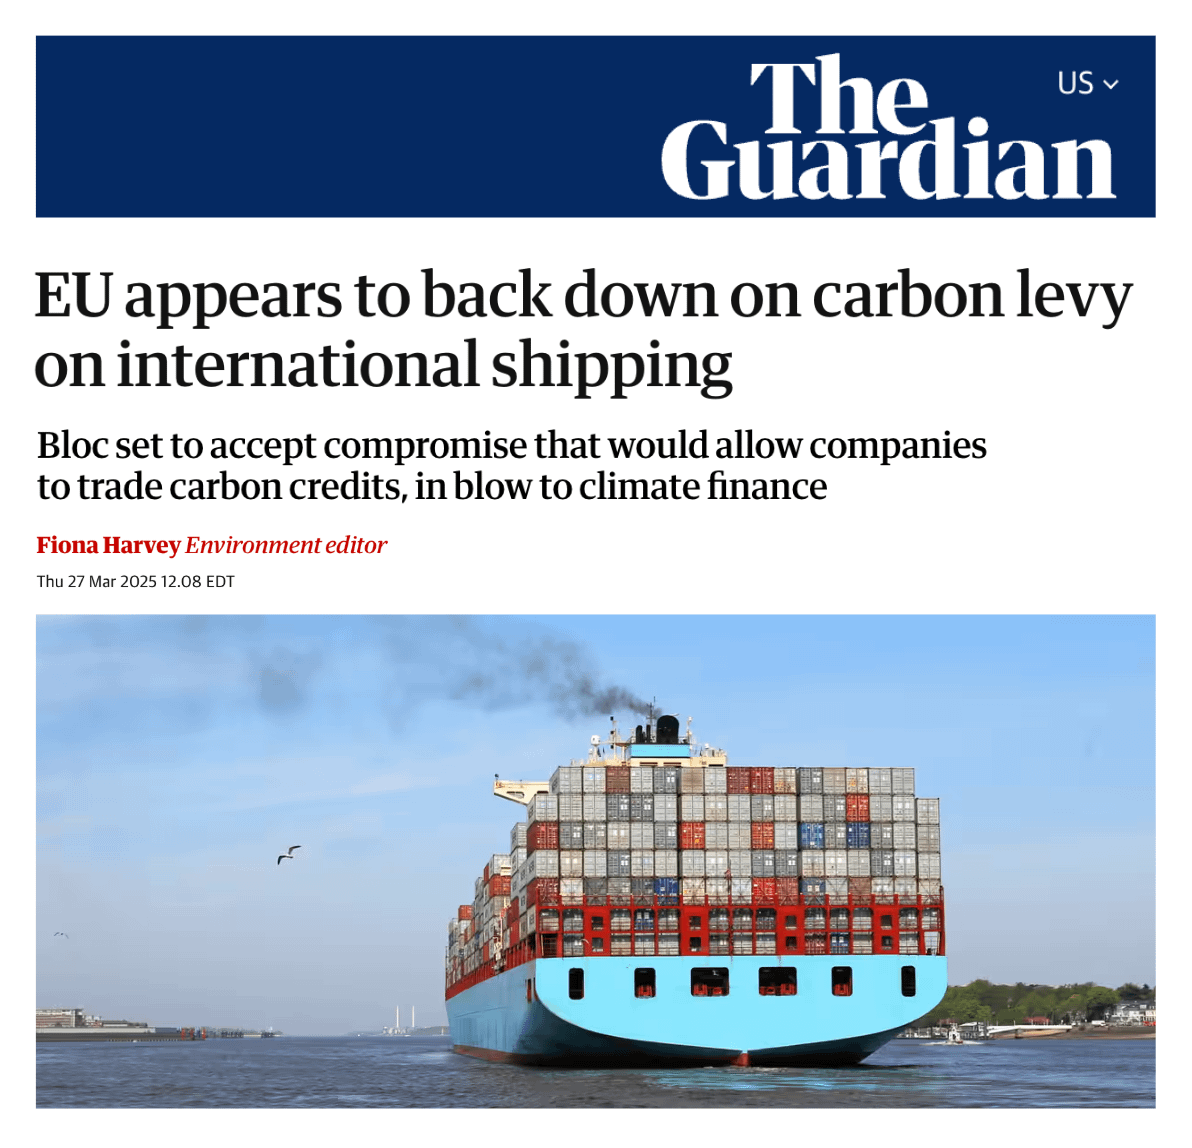 The
Guardian
US
EU appears to back down on carbon levy
on international shipping
Bloc set to accept compromise that would allow companies
to trade carbon credits, in blow to climate finance
Fiona Harvey Environment editor
Thu 27 Mar 2025 12.08 EDT